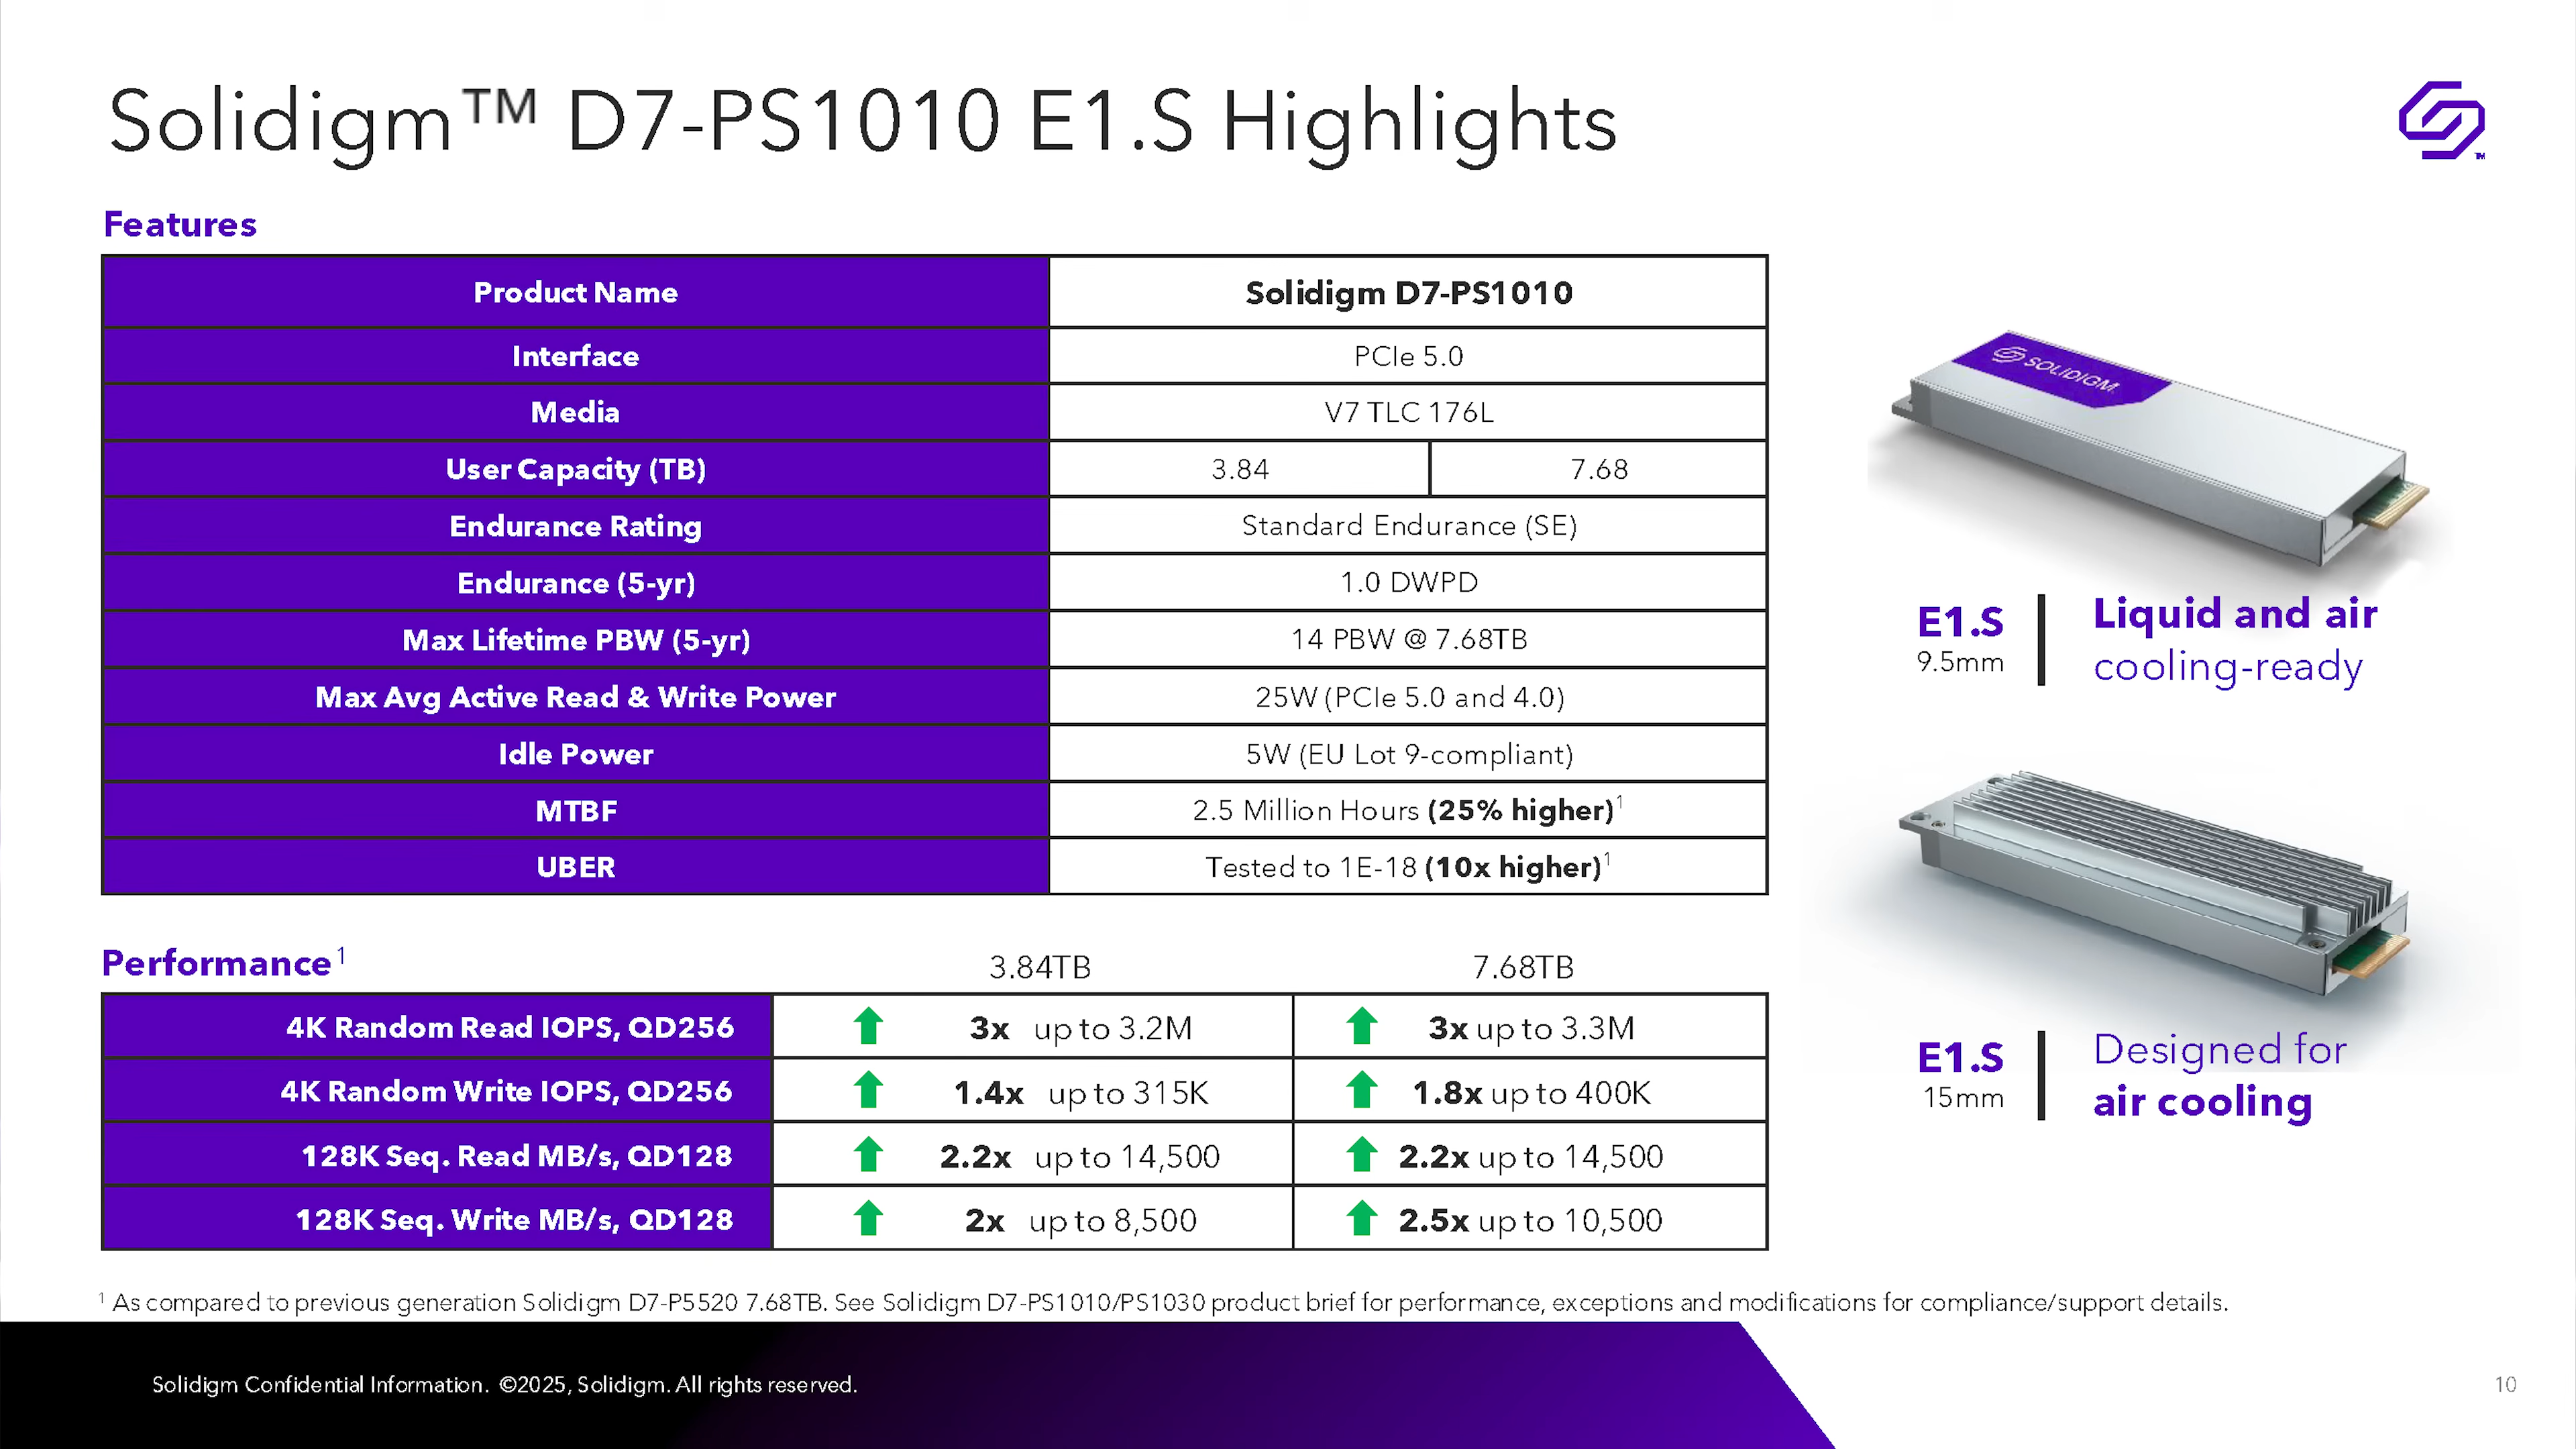 Solidigm™ D7-PS1010 E1.S Highlights
Features
Product Name Solidigm D7-PS1010
Interface PCIe 5.0
Media V7 TLC 176L
User Capacity (TB) 3.84 7.68
Endurance Rating Standard Endurance (SE)
Endurance (5-yr) 1.0 DWPD
Max Lifetime PBW (5-yr) 14 PBW @ 7.68TB
Max Avg Active Read & Write Power 25W (PCIe 5.0 and 4.0)
Idle Power 5W (EU Lot 9-compliant)
MTBF 2.5 Million Hours (25% higher)¹
UBER Tested to 1E-18 (10x higher)¹
Performance¹ 3.84TB 7.68TB
4K Random Read IOPS, QD256 3x up to 3.2M 3x up to 3.3M
4K Random Write IOPS, QD256 1.4x up to 315K 1.8x up to 400K
128K Seq. Read MB/s, QD128 2.2x up to 14,500 2.2x up to 14,500
128K Seq. Write MB/s, QD128 2x up to 8,500 2.5x up to 10,500
SOLIDIGM
E1.S
9.5mm
Liquid and air
cooling-ready
E1.S
15mm
Designed for
air cooling
¹ As compared to previous generation Solidigm D7-P5520 7.68TB. See Solidigm D7-PS1010/PS1030 product brief for performance, exceptions and modifications for compliance/support details.
Solidigm Confidential Information. ©2025, Solidigm. All rights reserved.
10